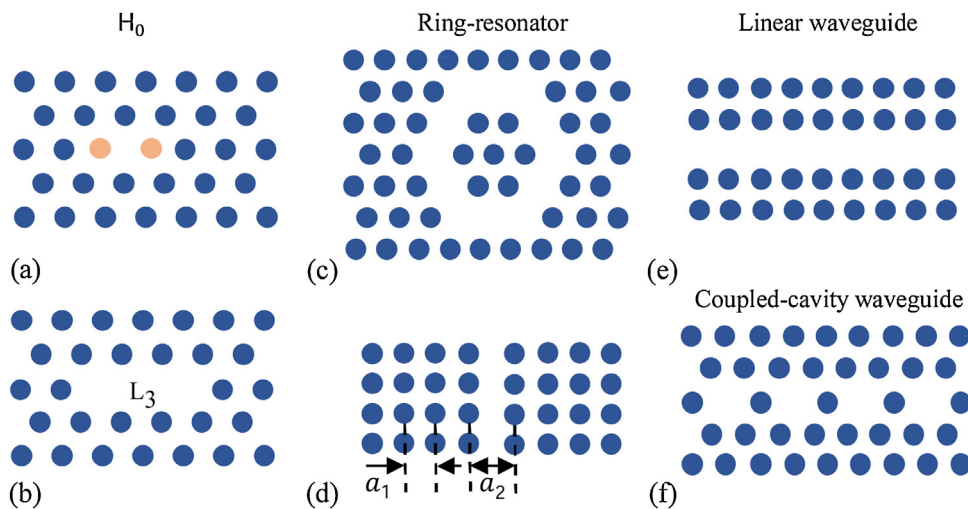 H₀
Ring-resonator
Linear waveguide
(a)
(c)
(e)
L₃
Coupled-cavity waveguide
a₁
a₂
(b)
(d)
(f)